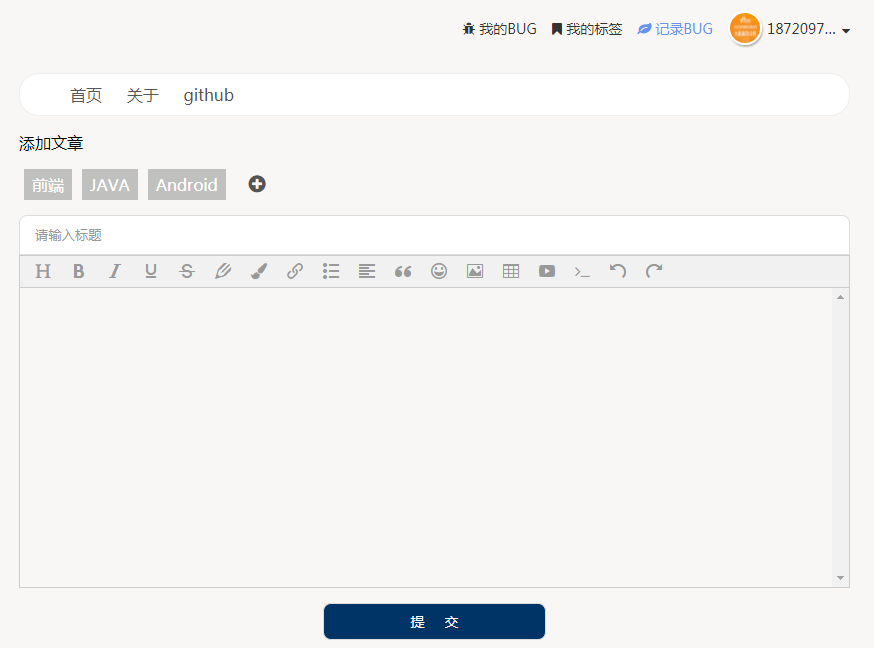 我的BUG 我的标签 记录BUG 1872097...
首页 关于 github
添加文章
前端 JAVA Android
请输入标题
提 交